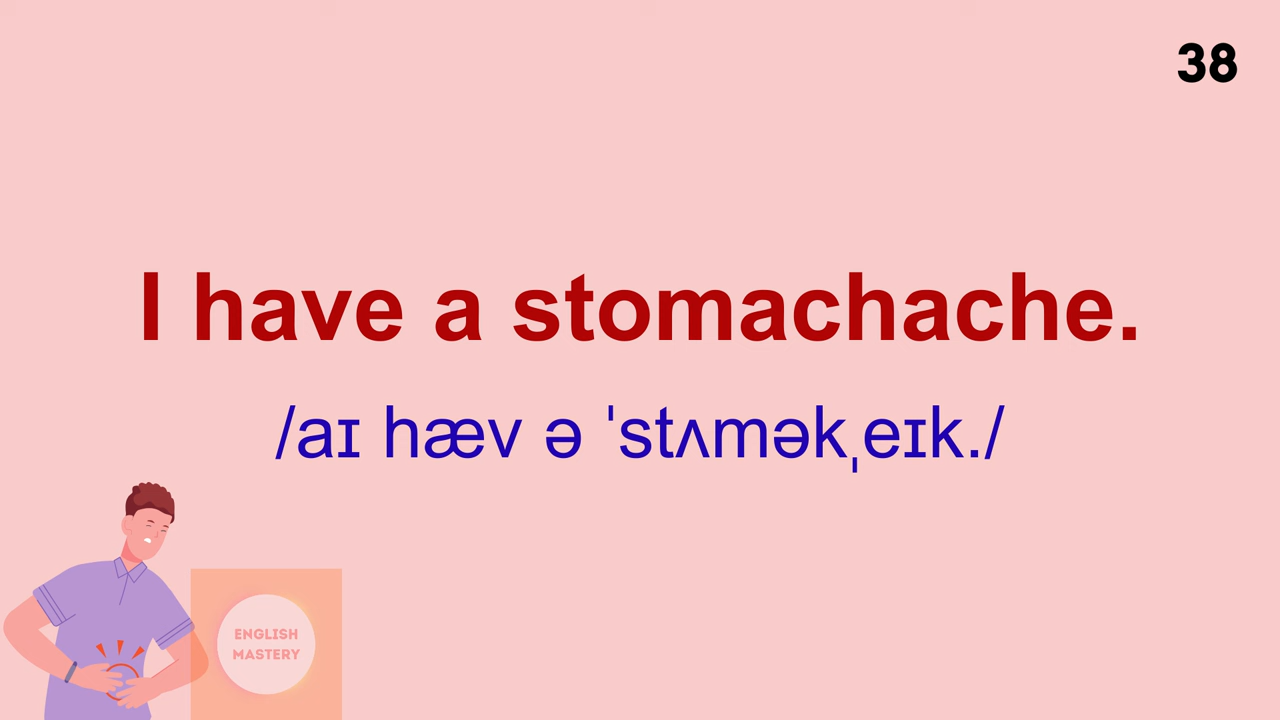 38
I have a stomachache.
/aɪ hæv ə ˈstʌməkˌeɪk./
ENGLISH
MASTERY